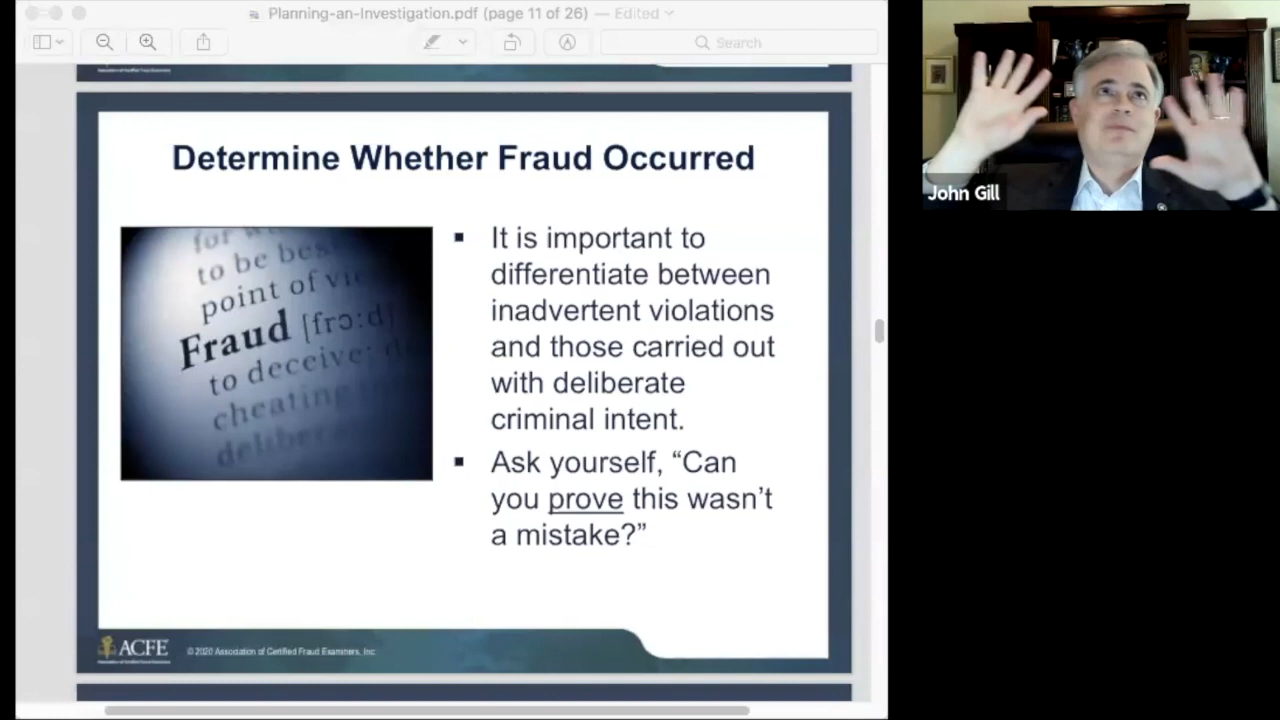 Planning-an-Investigation.pdf (page 11 of 26) — Edited
Search
John Gill
Determine Whether Fraud Occurred
to be bes
point of vi
Fraud [frɔ:d]
to deceive:
cheating
■ It is important to
differentiate between
inadvertent violations
and those carried out
with deliberate
criminal intent.
■ Ask yourself, “Can
you prove this wasn’t
a mistake?”
ACFE
© 2020 Association of Certified Fraud Examiners, Inc